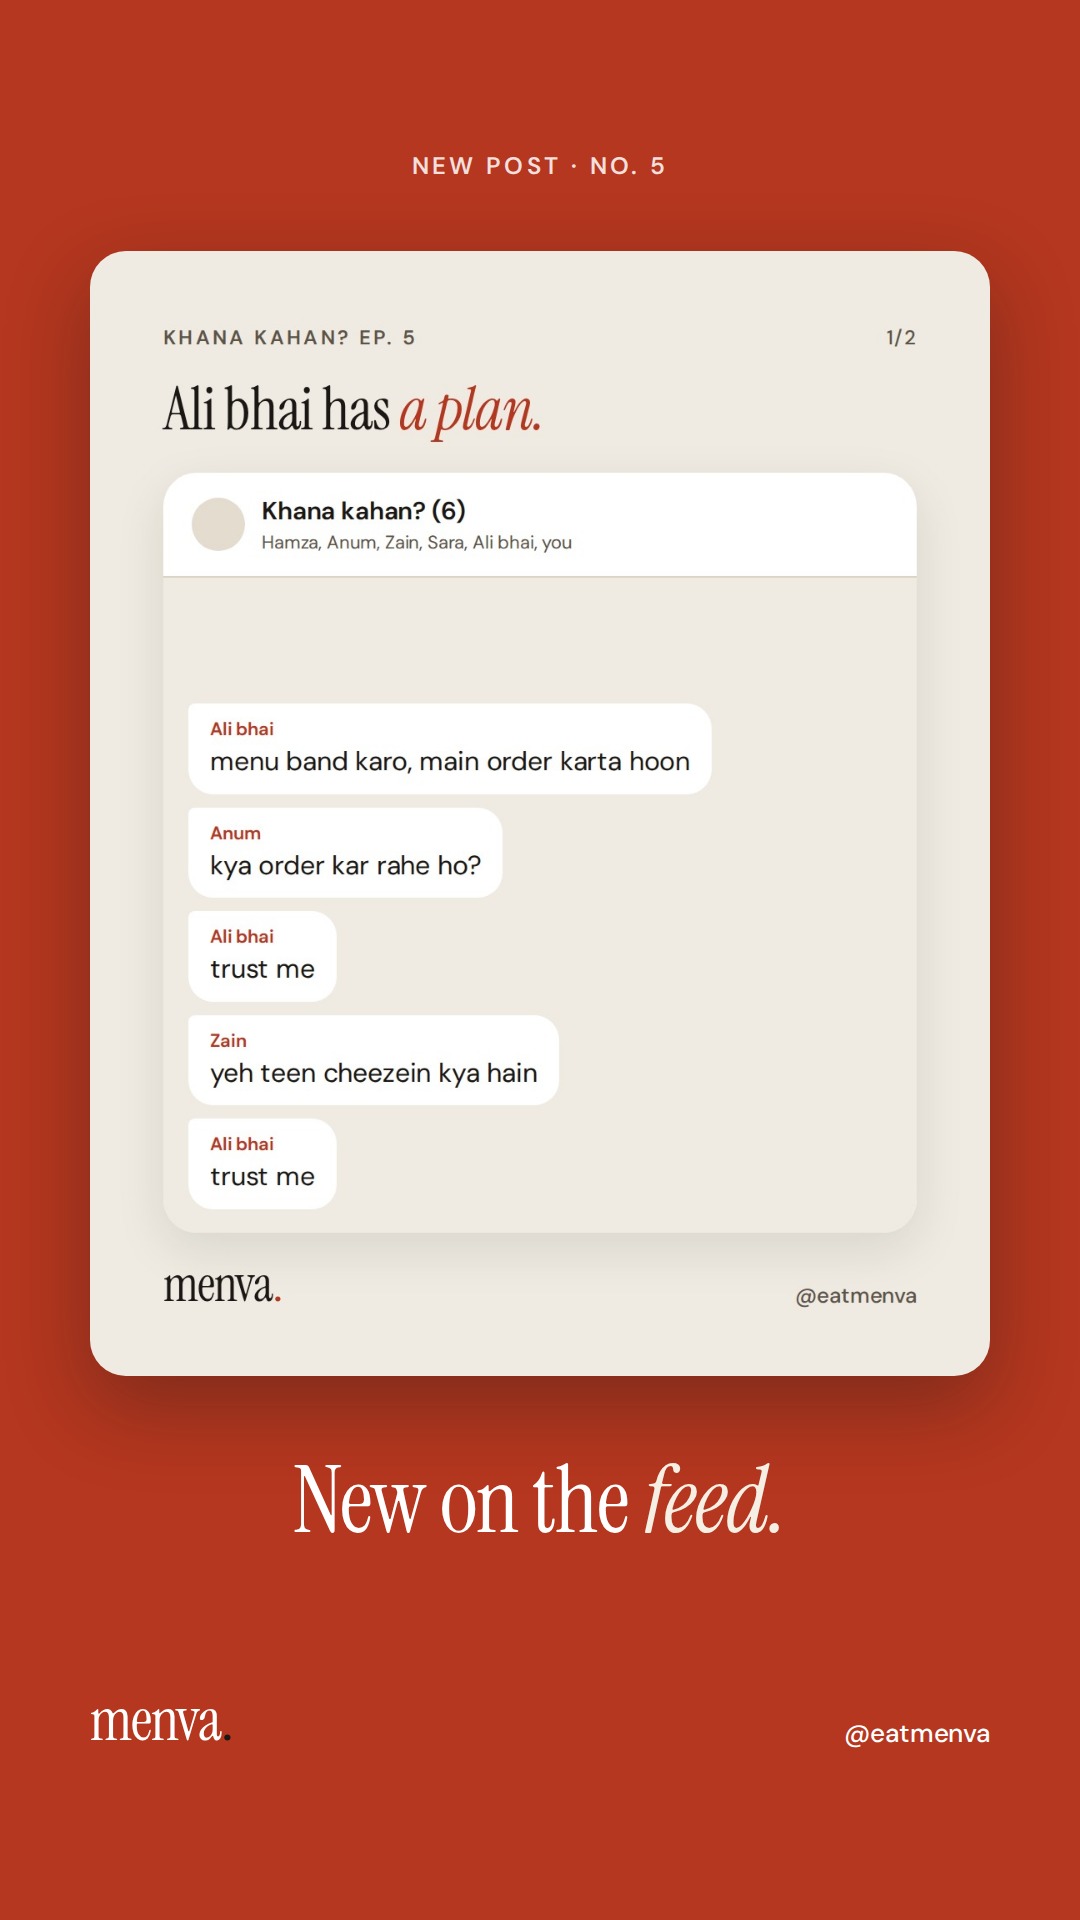 NEW POST · NO. 5
KHANA KAHAN? EP. 5
1/2
Ali bhai has a plan.
Khana kahan? (6)
Hamza, Anum, Zain, Sara, Ali bhai, you
Ali bhai
menu band karo, main order karta hoon
Anum
kya order kar rahe ho?
Ali bhai
trust me
Zain
yeh teen cheezein kya hain
Ali bhai
trust me
menva.
@eatmenva
New on the feed.
menva.
@eatmenva